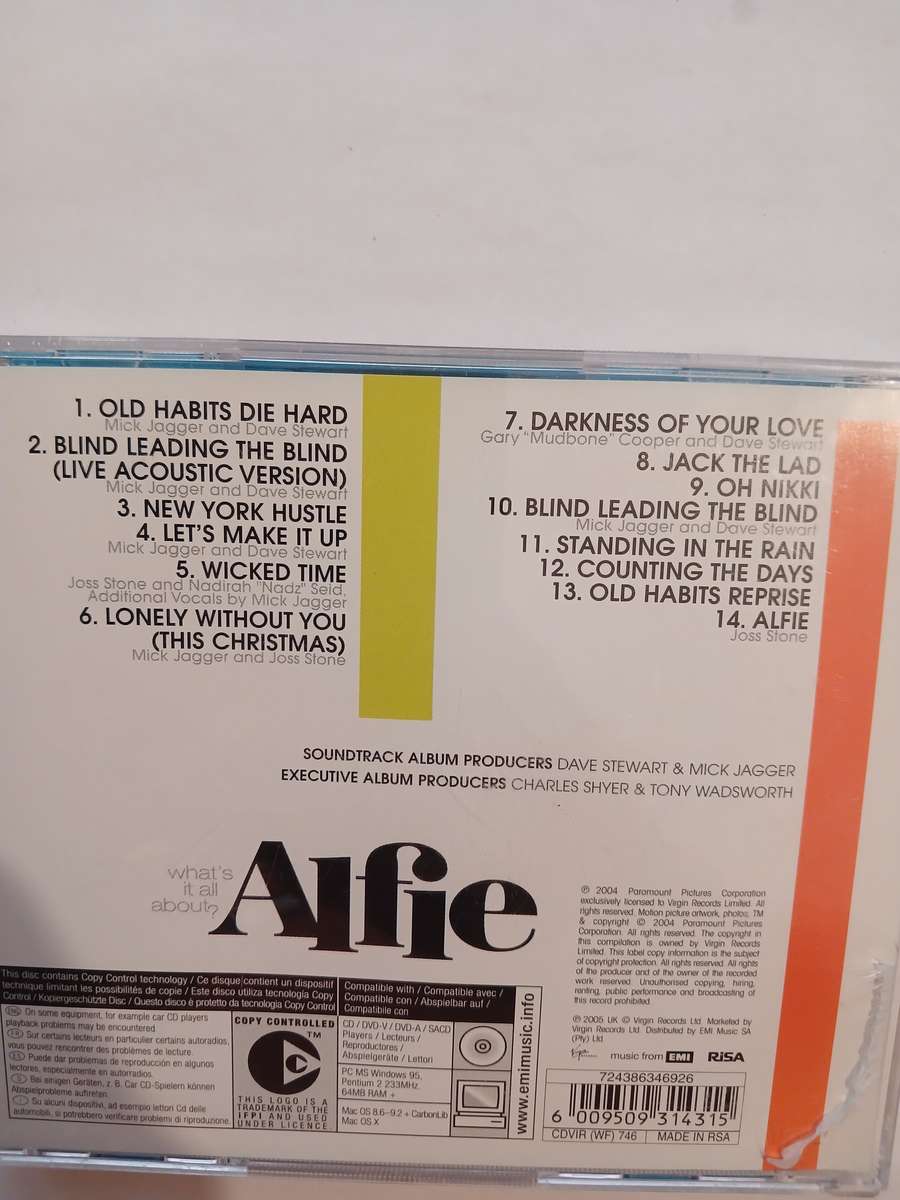 1. OLD HABITS DIE HARD
Mick Jagger and Dave Stewart
2. BLIND LEADING THE BLIND
(LIVE ACOUSTIC VERSION)
Mick Jagger and Dave Stewart
3. NEW YORK HUSTLE
4. LET'S MAKE IT UP
Mick Jagger and Dave Stewart
5. WICKED TIME
Joss Stone and Nadirah "Nadz" Seid,
Additional Vocals by Mick Jagger
6. LONELY WITHOUT YOU
(THIS CHRISTMAS)
Mick Jagger and Joss Stone
7. DARKNESS OF YOUR LOVE
Gary "Mudbone" Cooper and Dave Stewart
8. JACK THE LAD
9. OH NIKKI
10. BLIND LEADING THE BLIND
Mick Jagger and Dave Stewart
11. STANDING IN THE RAIN
12. COUNTING THE DAYS
13. OLD HABITS REPRISE
14. ALFIE
Joss Stone
SOUNDTRACK ALBUM PRODUCERS DAVE STEWART & MICK JAGGER
EXECUTIVE ALBUM PRODUCERS CHARLES SHYER & TONY WADSWORTH
what's
it all
about?
Alfie
℗ 2004 Paramount Pictures Corporation
exclusively licensed to Virgin Records Limited. All
rights reserved. Motion picture artwork, photos, TM
& copyright © 2004 Paramount Pictures
Corporation. All rights reserved. The copyright in
this compilation is owned by Virgin Records
Limited. This label copy information is the subject
of copyright protection. All rights reserved. All rights
of the producer and of the owner of the recorded
work reserved. Unauthorised copying, hiring,
renting, public performance and broadcasting of
this record prohibited.
℗ 2005 UK © Virgin Records Ltd. Marketed by
Virgin Records Ltd. Distributed by EMI Music SA
(Pty) Ltd
Virgin
music from EMI
RiSA
This disc contains Copy Control technology / Ce disque contient un dispositif
technique limitant les possibilités de copie / Este disco utiliza tecnología Copy
Control / Kopiergeschützte Disc / Questo disco è protetto da tecnologia Copy Control
EN On some equipment, for example car CD players
playback problems may be encountered.
FR Sur certains lecteurs en particulier certains autoradios,
vous pouvez rencontrer des problèmes de lecture.
ES Puede dar problemas de reproducción en algunos
lectores, especialmente en autorradios.
Bei einigen Geräten, z. B. Car CD-Spielern können
Abspielprobleme auftreten.
Su alcuni dispositivi, ad esempio lettori Cd delle
automobili, si potrebbero verificare problemi di riproduzione
COPY CONTROLLED
TM
THIS LOGO IS A
TRADEMARK OF THE
IFPI AND USED
UNDER LICENCE.
Compatible with / Compatible avec /
Compatible con / Abspielbar auf /
Compatibile con
CD / DVD-V / DVD-A / SACD
Players / Lecteurs /
Reproductores /
Abspielgeräte / Lettori
PC MS Windows 95,
Pentium 2 233MHz,
64MB RAM +
Mac OS 8.6–9.2 + CarbonLib
Mac OS X
www.emimusic.info
724386346926
6 009509 314315
CDVIR (WF) 746
MADE IN RSA